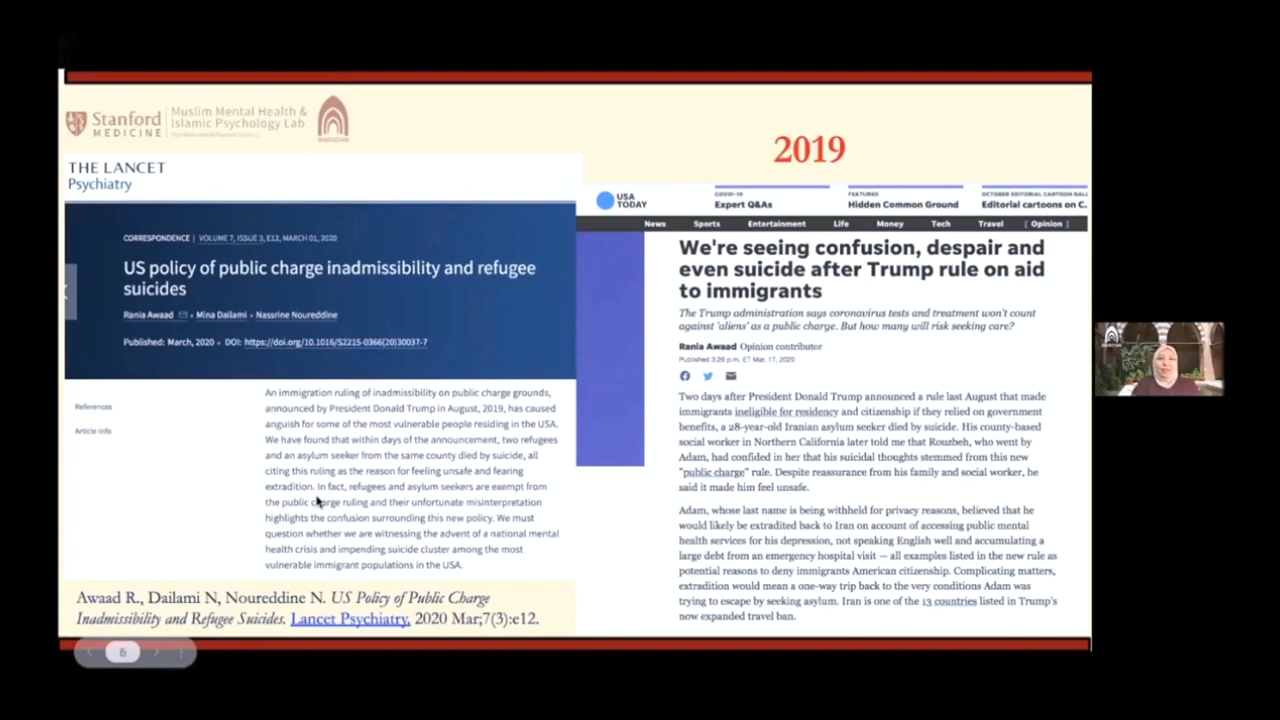 Stanford
MEDICINE
Muslim Mental Health &
Islamic Psychology Lab
MARISTAN
2019
THE LANCET
Psychiatry
CORRESPONDENCE | VOLUME 7, ISSUE 3, E12, MARCH 01, 2020
US policy of public charge inadmissibility and refugee
suicides
Rania Awaad • Mina Dailami • Nassrine Noureddine
Published: March, 2020 • DOI: https://doi.org/10.1016/S2215-0366(20)30037-7
References
Article Info
An immigration ruling of inadmissibility on public charge grounds,
announced by President Donald Trump in August, 2019, has caused
anguish for some of the most vulnerable people residing in the USA.
We have found that within days of the announcement, two refugees
and an asylum seeker from the same county died by suicide, all
citing this ruling as the reason for feeling unsafe and fearing
extradition. In fact, refugees and asylum seekers are exempt from
the public charge ruling and their unfortunate misinterpretation
highlights the confusion surrounding this new policy. We must
question whether we are witnessing the advent of a national mental
health crisis and impending suicide cluster among the most
vulnerable immigrant populations in the USA.
Awaad R., Dailami N, Noureddine N. US Policy of Public Charge
Inadmissibility and Refugee Suicides. Lancet Psychiatry. 2020 Mar;7(3):e12.
6
USA
TODAY
COVID-19
Expert Q&As
FEATURED
Hidden Common Ground
OCTOBER EDITORIAL CARTOON GALL
Editorial cartoons on C.
News Sports Entertainment Life Money Tech Travel [ Opinion ]
We're seeing confusion, despair and
even suicide after Trump rule on aid
to immigrants
The Trump administration says coronavirus tests and treatment won't count
against 'aliens' as a public charge. But how many will risk seeking care?
Rania Awaad Opinion contributor
Published 3:26 p.m. ET Mar. 17, 2020
Two days after President Donald Trump announced a rule last August that made
immigrants ineligible for residency and citizenship if they relied on government
benefits, a 28-year-old Iranian asylum seeker died by suicide. His county-based
social worker in Northern California later told me that Rouzbeh, who went by
Adam, had confided in her that his suicidal thoughts stemmed from this new
"public charge" rule. Despite reassurance from his family and social worker, he
said it made him feel unsafe.
Adam, whose last name is being withheld for privacy reasons, believed that he
would likely be extradited back to Iran on account of accessing public mental
health services for his depression, not speaking English well and accumulating a
large debt from an emergency hospital visit — all examples listed in the new rule as
potential reasons to deny immigrants American citizenship. Complicating matters,
extradition would mean a one-way trip back to the very conditions Adam was
trying to escape by seeking asylum. Iran is one of the 13 countries listed in Trump's
now expanded travel ban.